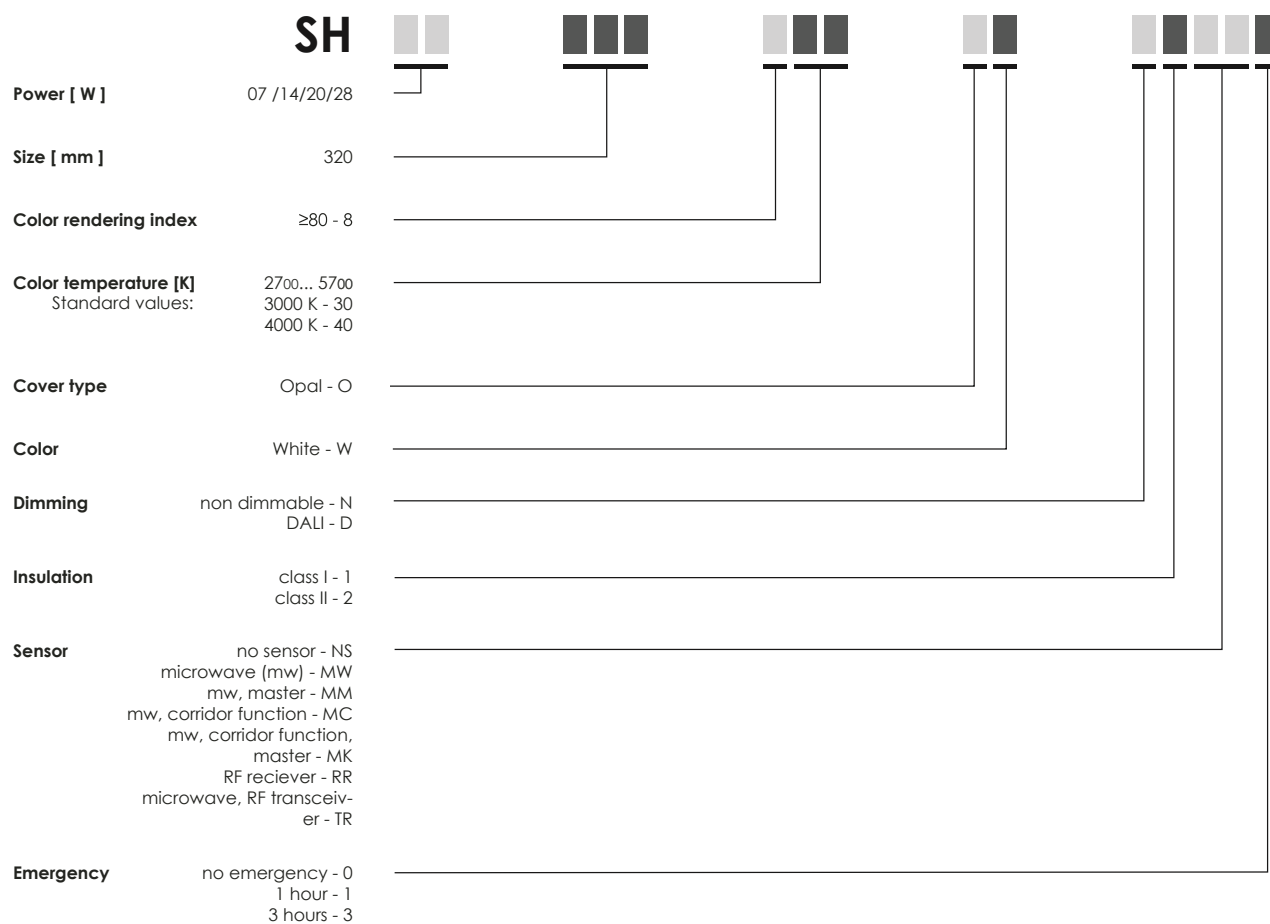 SH
Power [ W ] 07 /14/20/28
Size [ mm ] 320
Color rendering index ≥80 - 8
Color temperature [K] 2700... 5700
Standard values: 3000 K - 30
4000 K - 40
Cover type Opal - O
Color White - W
Dimming non dimmable - N
DALI - D
Insulation class I - 1
class II - 2
Sensor no sensor - NS
microwave (mw) - MW
mw, master - MM
mw, corridor function - MC
mw, corridor function,
master - MK
RF reciever - RR
microwave, RF transceiv-
er - TR
Emergency no emergency - 0
1 hour - 1
3 hours - 3